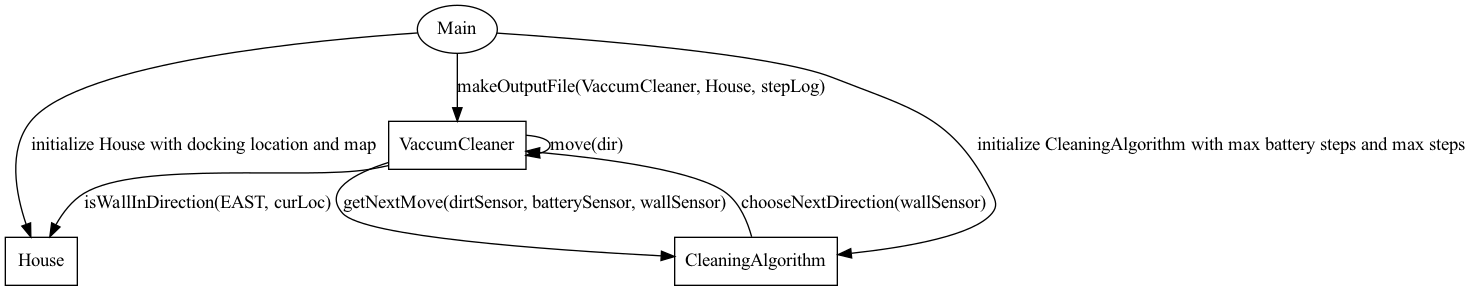 Main
makeOutputFile(VaccumCleaner, House, stepLog)
initialize House with docking location and map
VaccumCleaner
move(dir)
initialize CleaningAlgorithm with max battery steps and max steps
isWallInDirection(EAST, curLoc)
getNextMove(dirtSensor, batterySensor, wallSensor)
chooseNextDirection(wallSensor)
House
CleaningAlgorithm